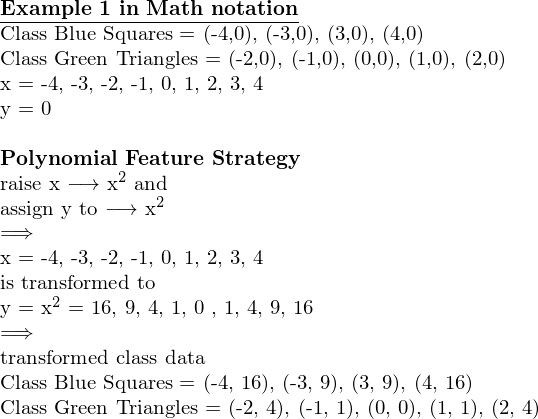 Example 1 in Math notation
Class Blue Squares = (-4,0), (-3,0), (3,0), (4,0)
Class Green Triangles = (-2,0), (-1,0), (0,0), (1,0), (2,0)
x = -4, -3, -2, -1, 0, 1, 2, 3, 4
y = 0
Polynomial Feature Strategy
raise x ⟶ x² and
assign y to ⟶ x²
⟹
x = -4, -3, -2, -1, 0, 1, 2, 3, 4
is transformed to
y = x² = 16, 9, 4, 1, 0 , 1, 4, 9, 16
⟹
transformed class data
Class Blue Squares = (-4, 16), (-3, 9), (3, 9), (4, 16)
Class Green Triangles = (-2, 4), (-1, 1), (0, 0), (1, 1), (2, 4)